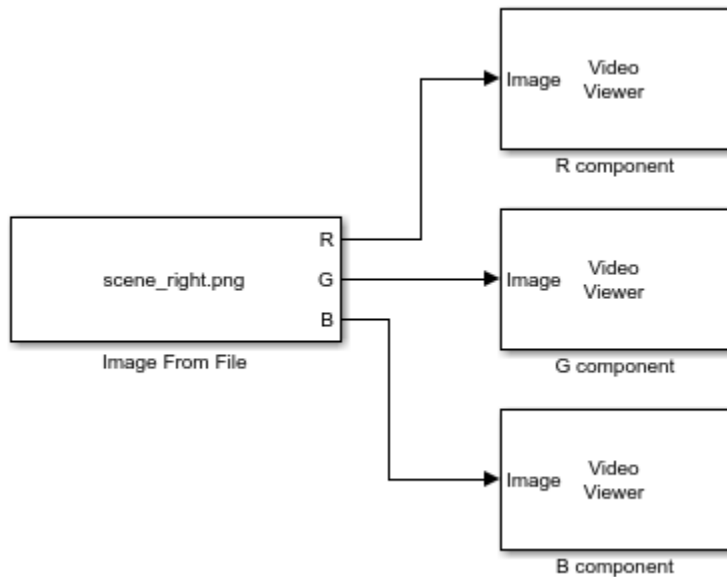 Image
Video
Viewer
R component
scene_right.png
R
G
B
Image From File
Image
Video
Viewer
G component
Image
Video
Viewer
B component